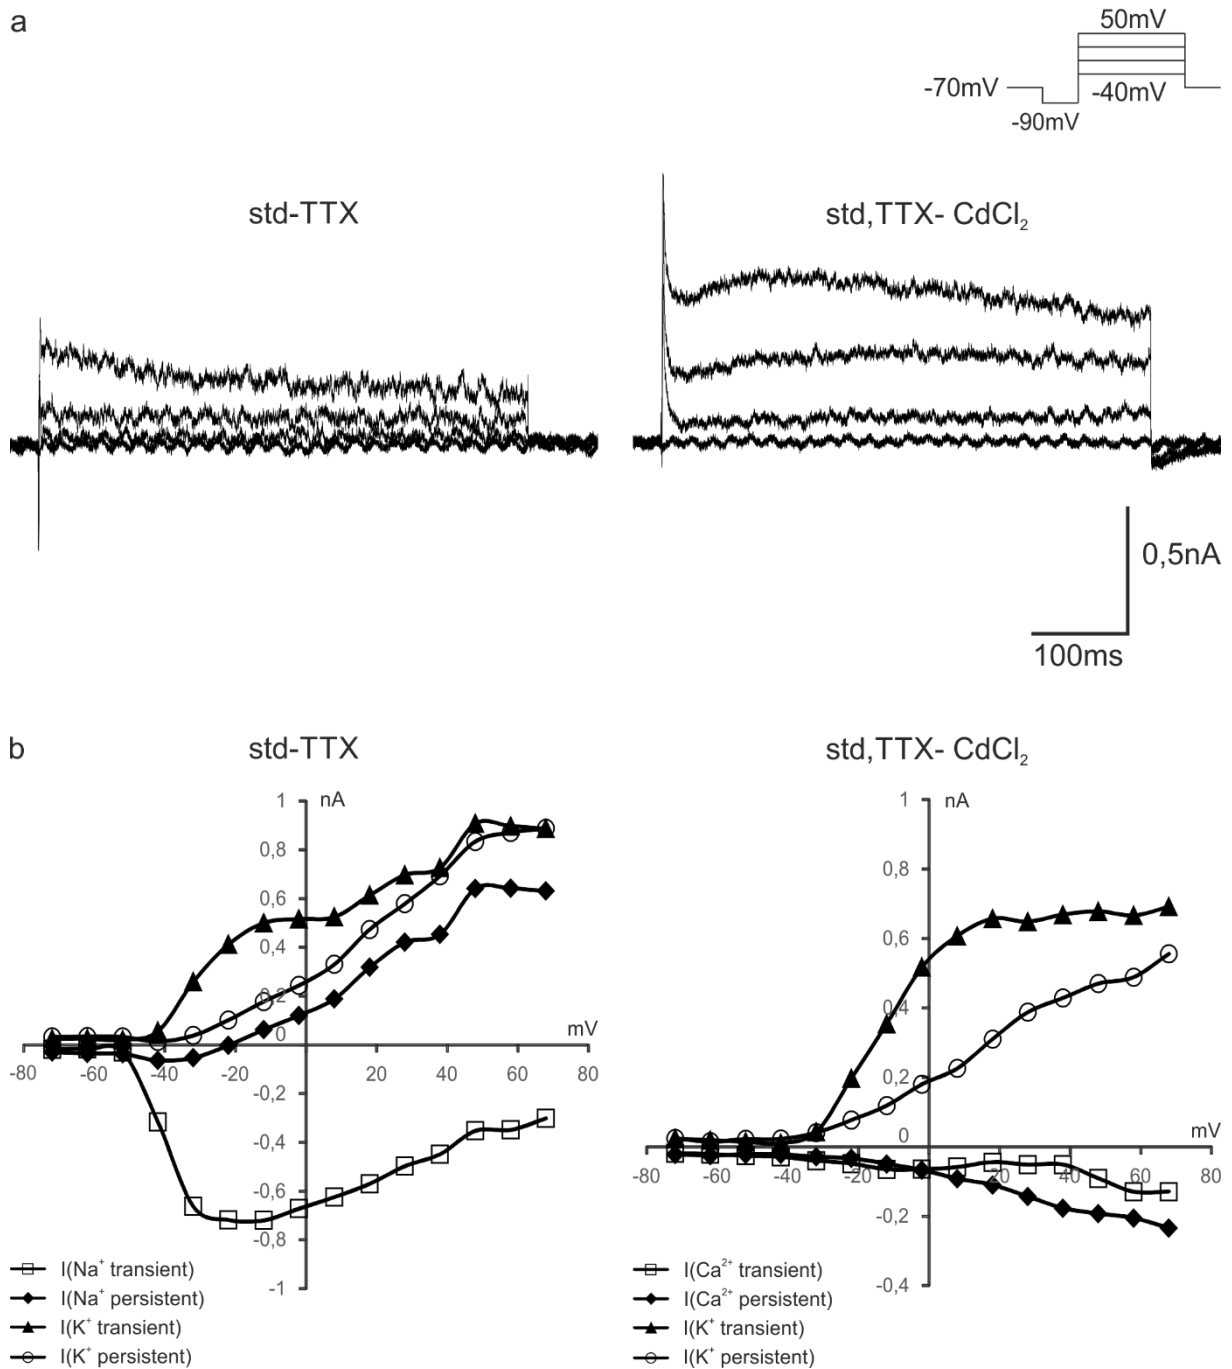 a
50mV
-70mV
-40mV
-90mV
std-TTX
std,TTX- CdCl₂
0,5nA
100ms
b
std-TTX
std,TTX- CdCl₂
1
nA
0,8
0,6
0,4
0,2
0
mV
-80
-60
-40
-20
20
40
60
80
-0,2
-0,4
-0,6
-0,8
-1
I(Na⁺ transient)
I(Na⁺ persistent)
I(K⁺ transient)
I(K⁺ persistent)
1
nA
0,8
0,6
0,4
0,2
0
mV
-80
-60
-40
-20
20
40
60
80
-0,2
-0,4
I(Ca²⁺ transient)
I(Ca²⁺ persistent)
I(K⁺ transient)
I(K⁺ persistent)